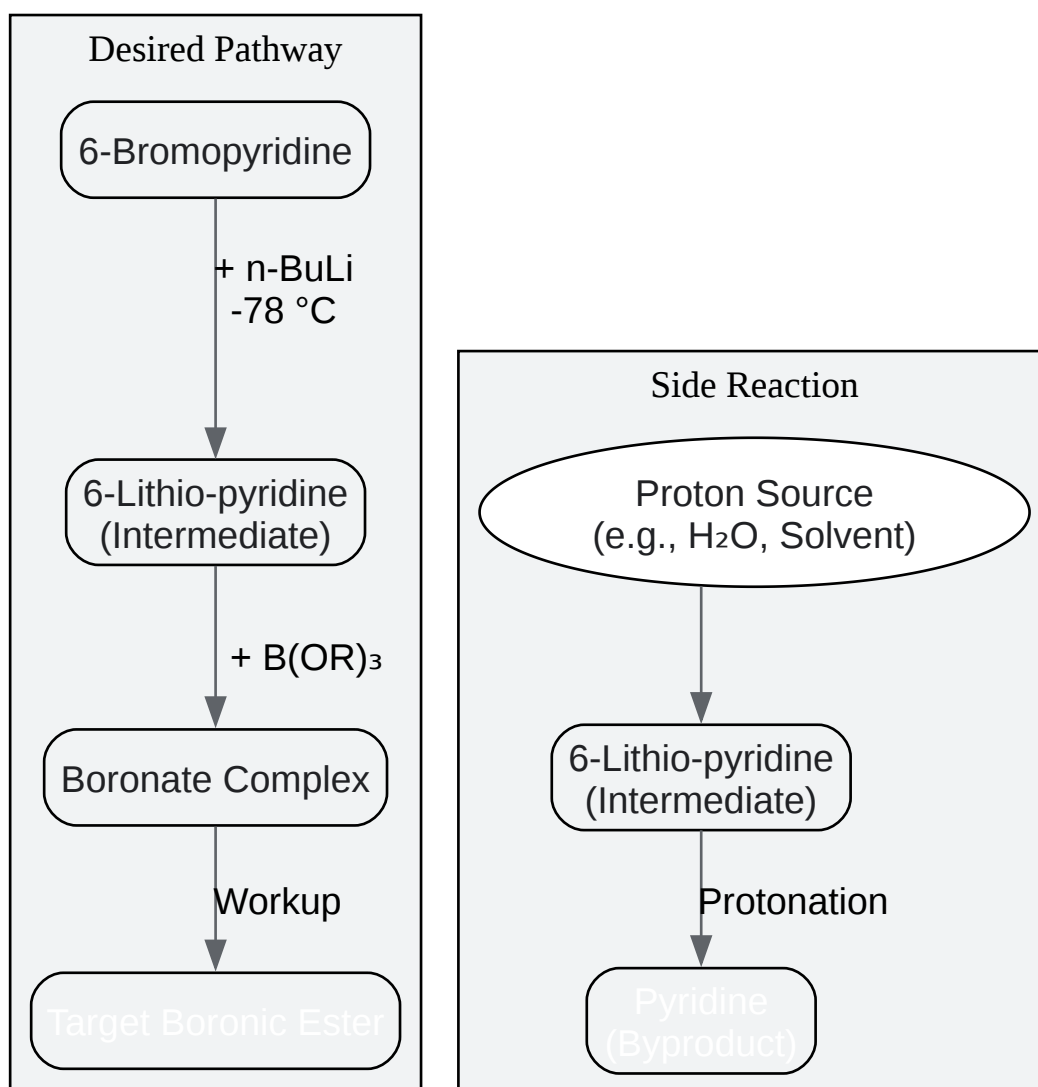 Desired Pathway
6-Bromopyridine
+ n-BuLi
-78 °C
6-Lithio-pyridine
(Intermediate)
+ B(OR)₃
Boronate Complex
Workup
Target Boronic Ester
Side Reaction
Proton Source
(e.g., H₂O, Solvent)
6-Lithio-pyridine
(Intermediate)
Protonation
Pyridine
(Byproduct)